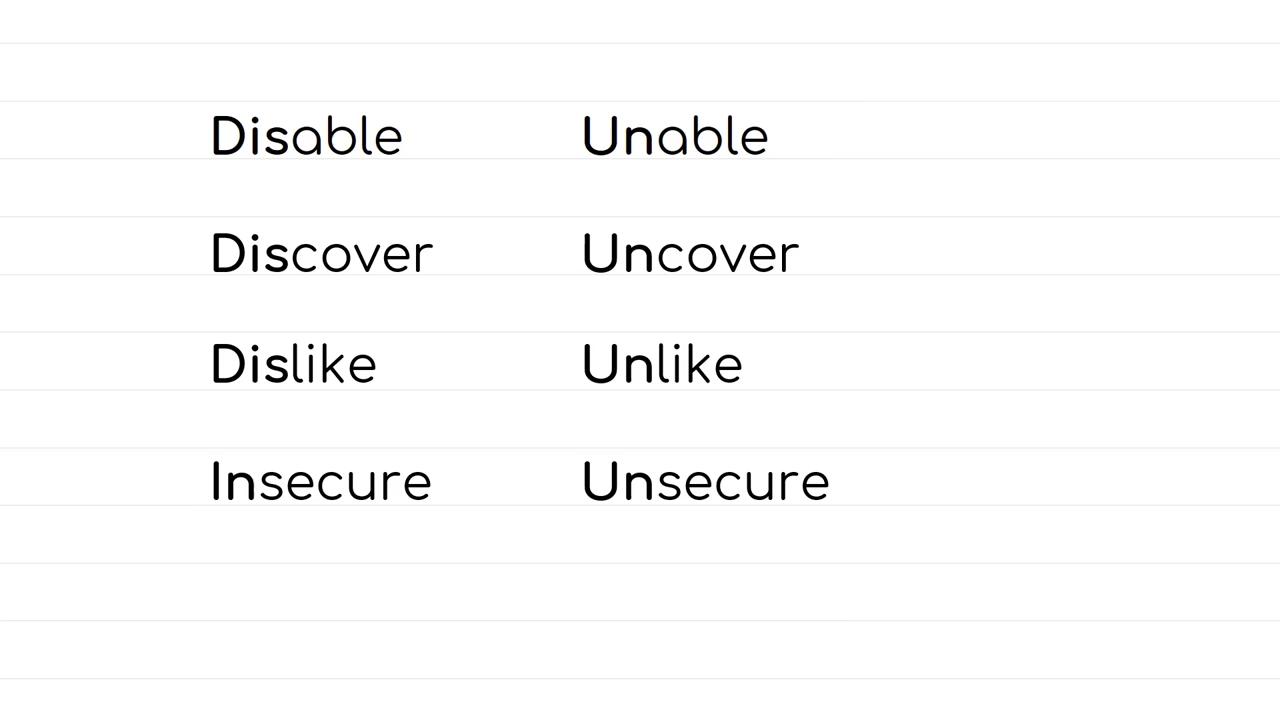 Disable Unable
Discover Uncover
Dislike Unlike
Insecure Unsecure